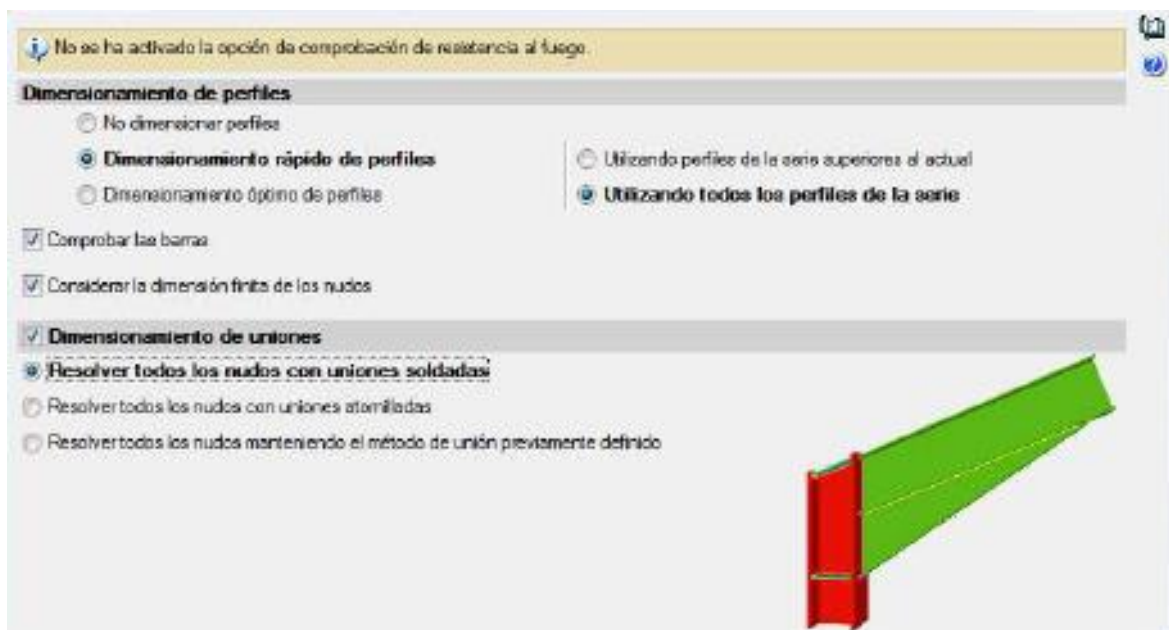 No se ha activado la opción de comprobación de resistencia al fuego.
Dimensionamiento de perfiles
No dimensionar perfiles
Dimensionamiento rápido de perfiles
Utilizando perfiles de la serie superiores al actual
Dimensionamiento óptimo de perfiles
Utilizando todos los perfiles de la serie
Comprobar las barras
Considerar la dimensión finita de los nudos
Dimensionamiento de uniones
Resolver todos los nudos con uniones soldadas
Resolver todos los nudos con uniones atornilladas
Resolver todos los nudos manteniendo el método de unión previamente definido